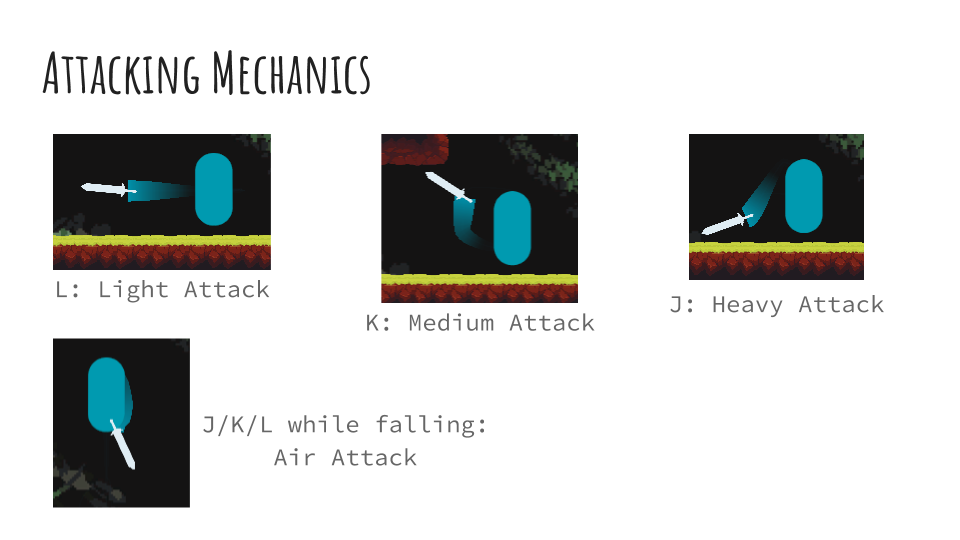 Attacking Mechanics
L: Light Attack
K: Medium Attack
J: Heavy Attack
J/K/L while falling:
Air Attack